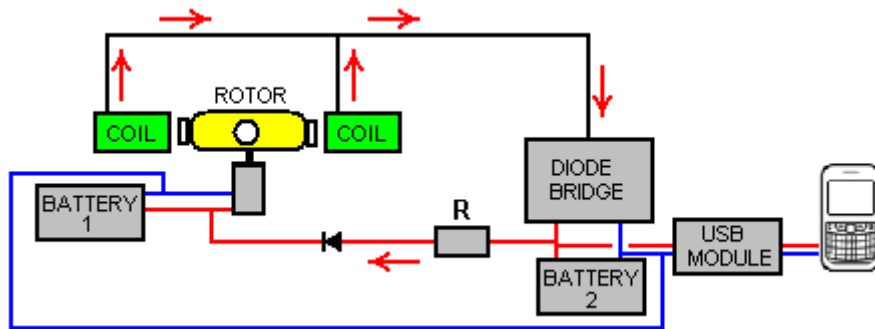 ROTOR
COIL
COIL
DIODE
BRIDGE
BATTERY
1
R
USB
MODULE
BATTERY
2